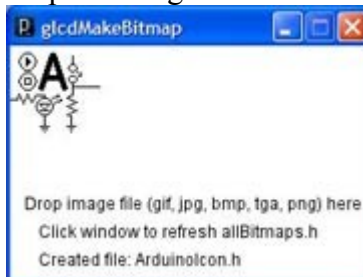 glcdMakeBitmap
A
Drop image file (gif, jpg, bmp, tga, png) here
Click window to refresh allBitmaps.h
Created file: ArduinoIcon.h